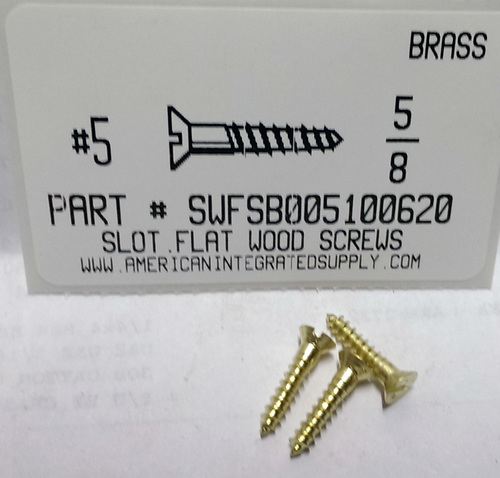 BRASS
#5
5
8
PART # SWFSB005100620
SLOT.FLAT WOOD SCREWS
WWW.AMERICANINTEGRATEDSUPPLY.COM